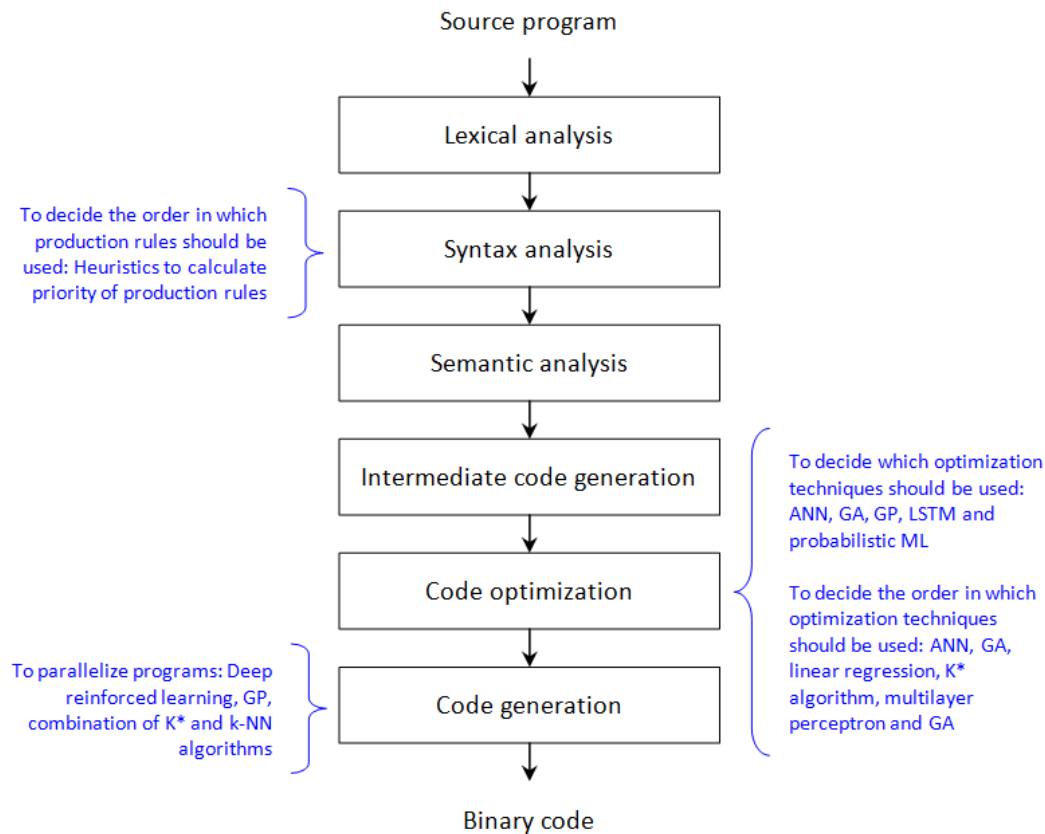 Source program
Lexical analysis
To decide the order in which
production rules should be
used: Heuristics to calculate
priority of production rules
Syntax analysis
Semantic analysis
Intermediate code generation
To decide which optimization
techniques should be used:
ANN, GA, GP, LSTM and
probabilistic ML
Code optimization
To decide the order in which
optimization techniques
should be used: ANN, GA,
linear regression, K*
algorithm, multilayer
perceptron and GA
To parallelize programs: Deep
reinforced learning, GP,
combination of K* and k-NN
algorithms
Code generation
Binary code